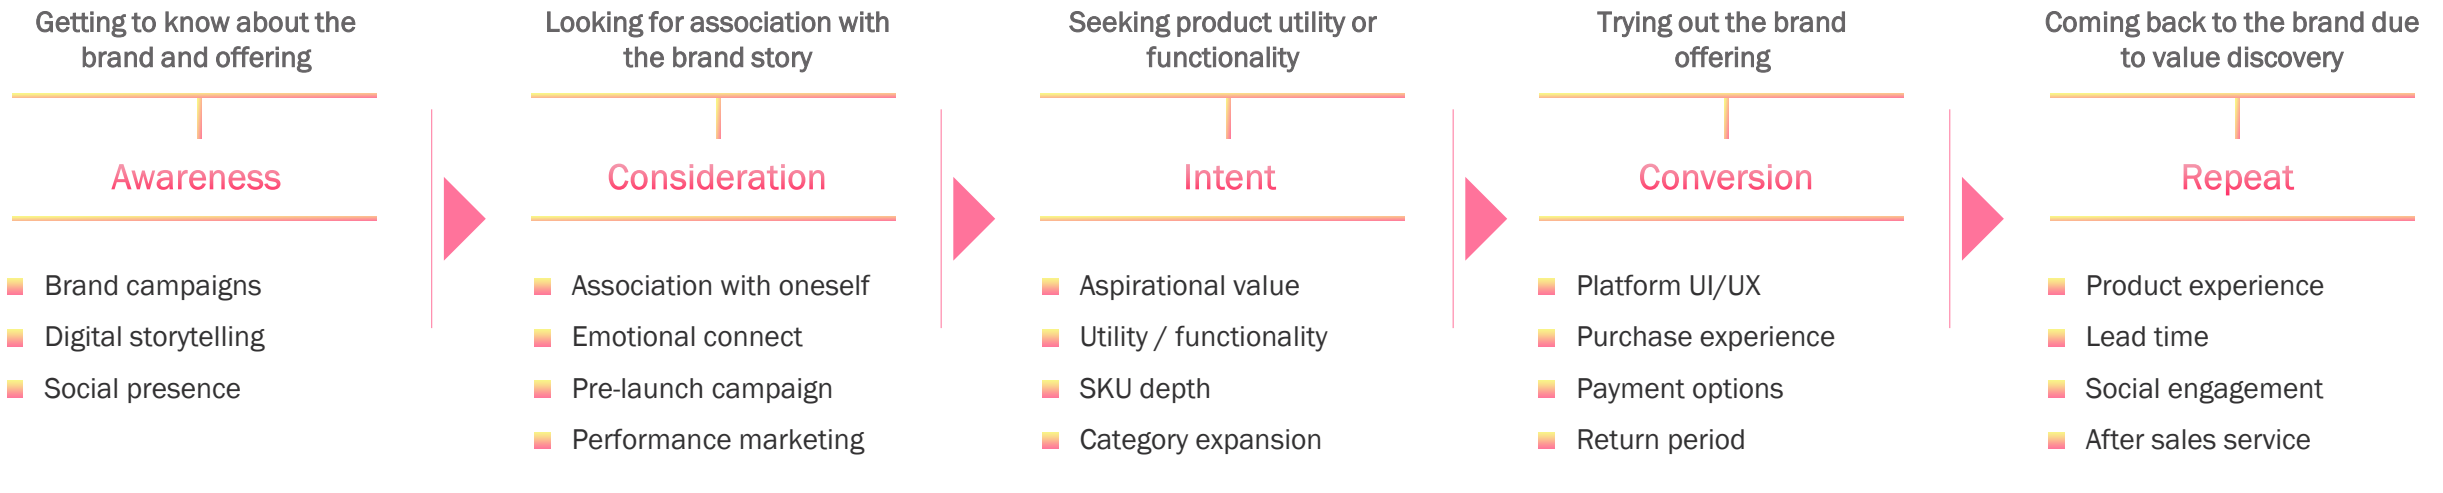 Getting to know about the
brand and offering
Awareness
Brand campaigns
Digital storytelling
Social presence
Looking for association with
the brand story
Consideration
Association with oneself
Emotional connect
Pre-launch campaign
Performance marketing
Seeking product utility or
functionality
Intent
Aspirational value
Utility / functionality
SKU depth
Category expansion
Trying out the brand
offering
Conversion
Platform UI/UX
Purchase experience
Payment options
Return period
Coming back to the brand due
to value discovery
Repeat
Product experience
Lead time
Social engagement
After sales service